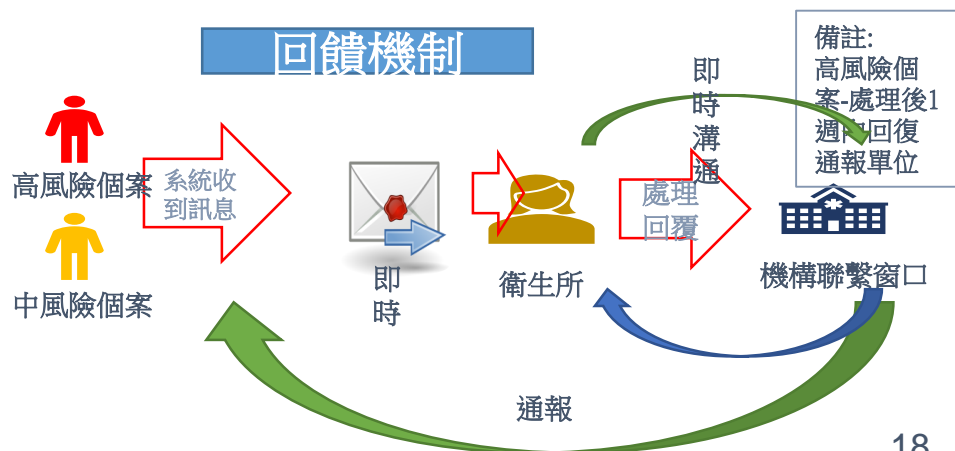 回饋機制
備註:
高風險個
案-處理後1
週內回復
通報單位
即
時
溝
通
高風險個案
系統收
到訊息
處理
回覆
中風險個案
即
時
衛生所
機構聯繫窗口
通報
18